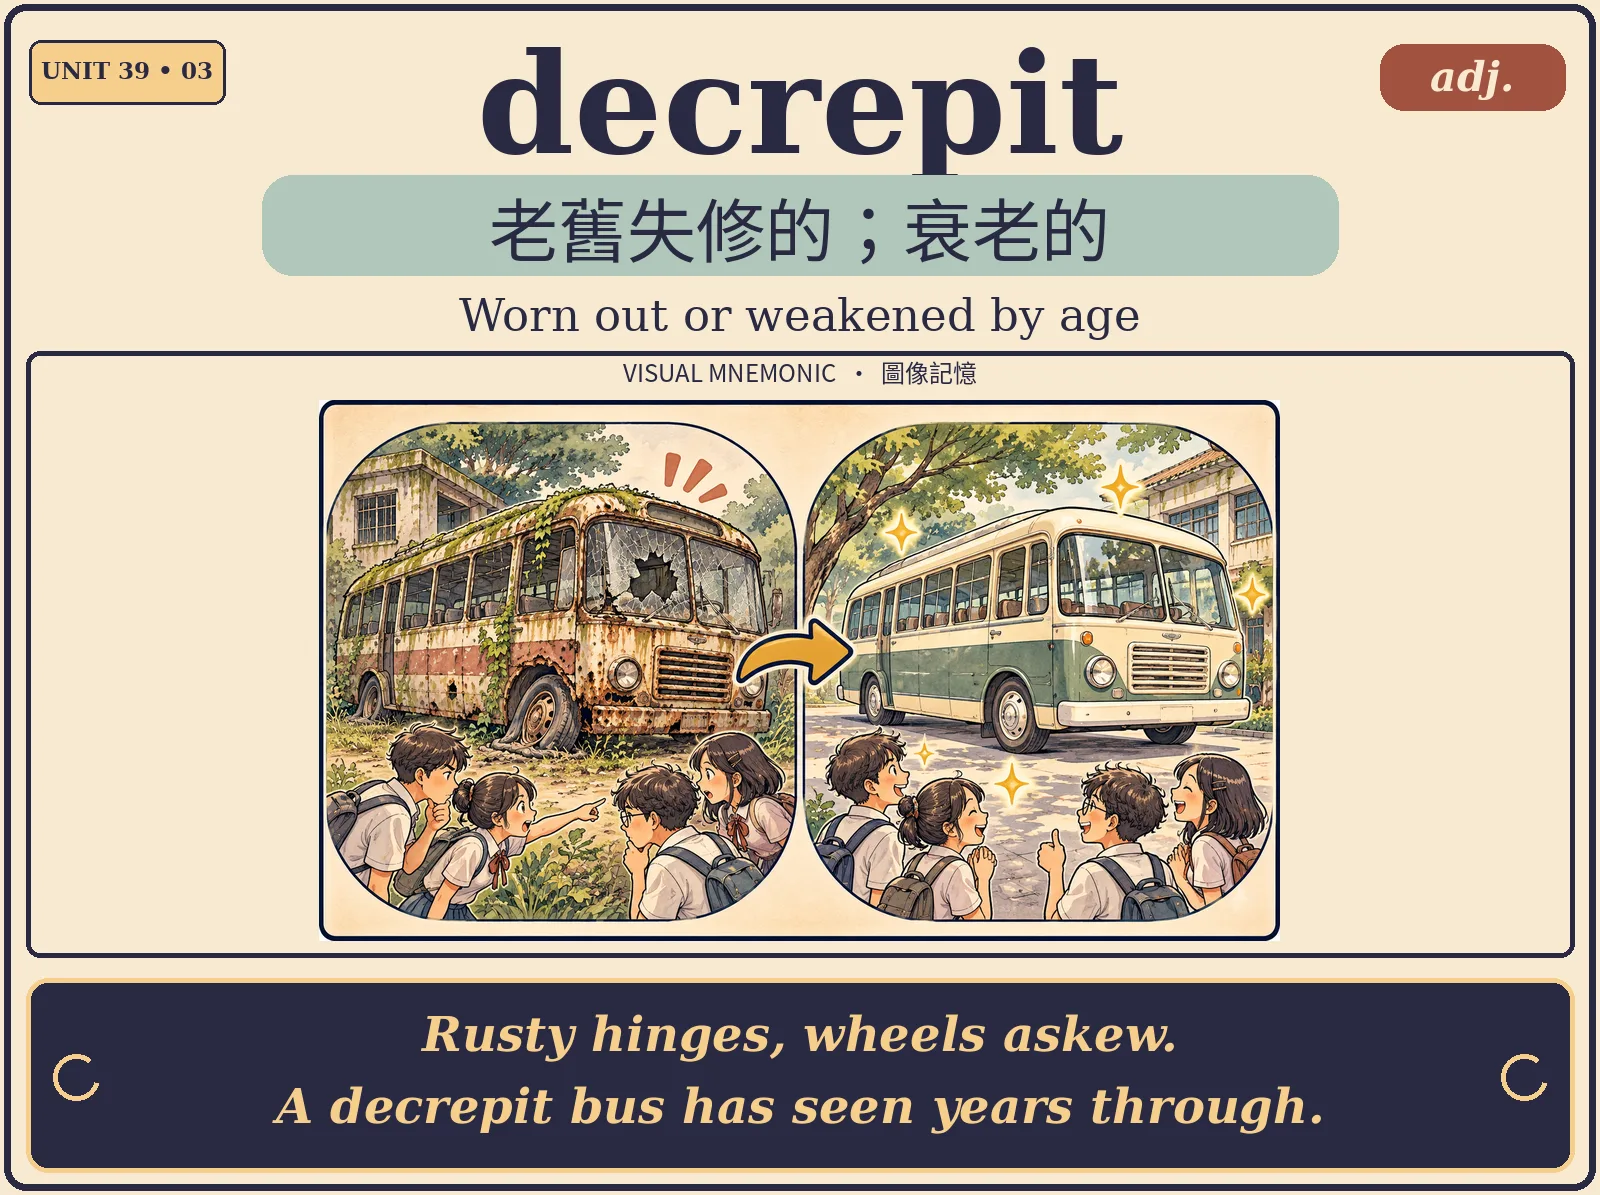 UNIT 39 • 03
decrepit
adj.
老舊失修的；衰老的
Worn out or weakened by age
VISUAL MNEMONIC • 圖像記憶
Rusty hinges, wheels askew.
A decrepit bus has seen years through.